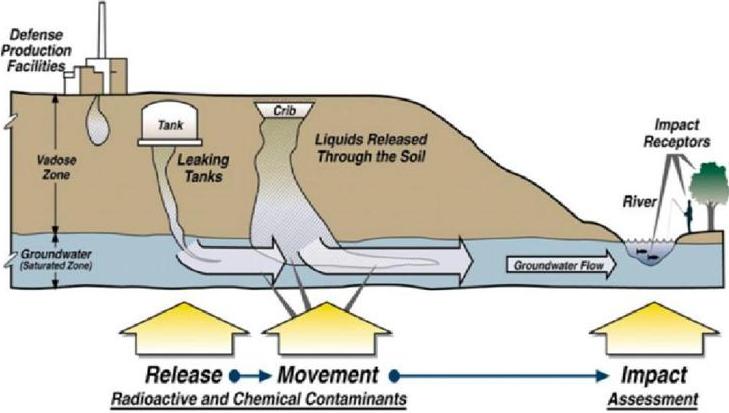 Defense
Production
Facilities
Tank
Crib
Leaking
Tanks
Liquids Released
Through the Soil
Impact
Receptors
Vadose
Zone
River
Groundwater
(Saturated Zone)
Groundwater Flow
Release
Movement
Impact
Radioactive and Chemical Contaminants
Assessment